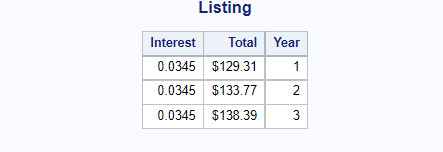 Listing
Interest Total Year
0.0345 $129.31 1
0.0345 $133.77 2
0.0345 $138.39 3